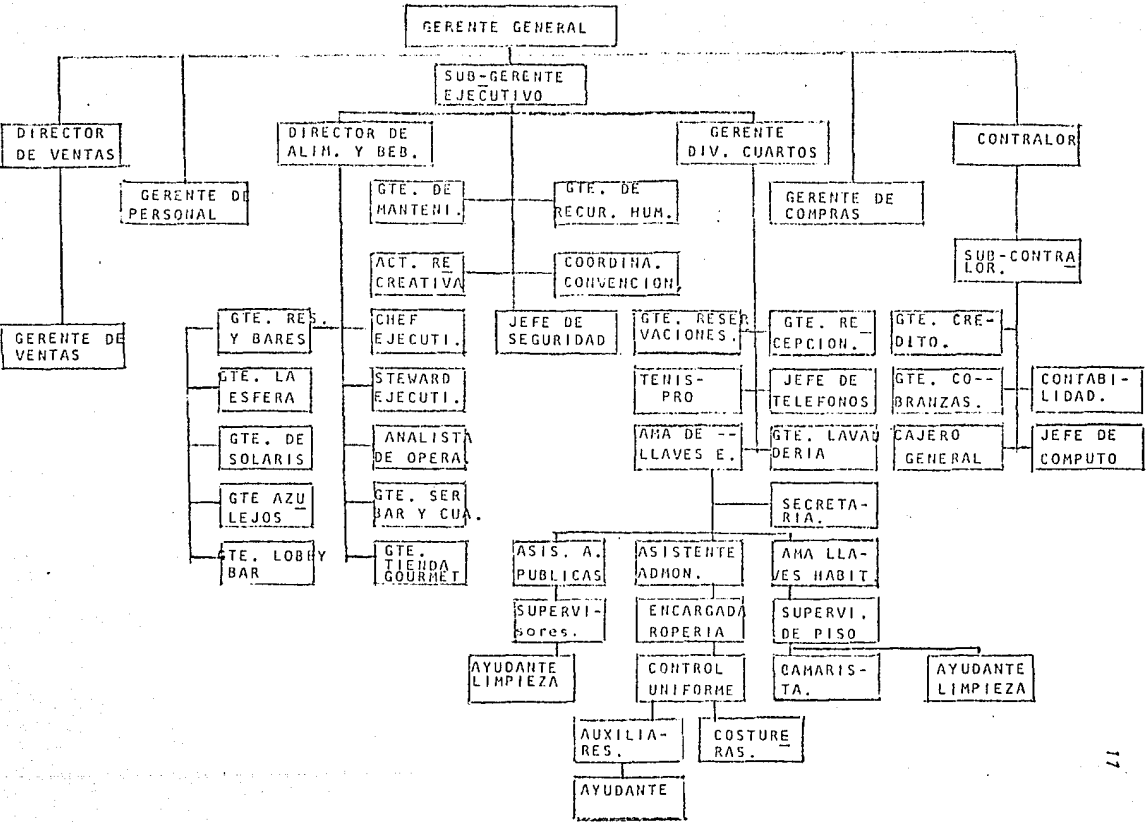 GERENTE GENERAL
SUB-GERENTE
EJECUTIVO
DIRECTOR
DE VENTAS
DIRECTOR DE
ALIM. Y BEB.
GERENTE
DIV. CUARTOS
CONTRALOR
GERENTE DE
PERSONAL
GTE. DE
MANTENI.
GTE. DE
RECUR. HUM.
GERENTE DE
COMPRAS
ACT. RE
CREATIVA
COORDINA.
CONVENCION.
SUB-CONTRA
LOR.
GERENTE DE
VENTAS
GTE. RES.
Y BARES
CHEF
EJECUTI.
JEFE DE
SEGURIDAD
GTE. RESER
VACIONES.
GTE. RE
CEPCION.
GTE. CRE-
DITO.
GTE. LA
ESFERA
STEWARD
EJECUTI.
TENIS-
PRO
JEFE DE
TELEFONOS
GTE. CO--
BRANZAS.
CONTABI-
LIDAD.
GTE. DE
SOLARIS
ANALISTA
DE OPERA
AMA DE --
LLAVES E.
GTE. LAVAN
DERIA
CAJERO
GENERAL
JEFE DE
COMPUTO
GTE AZU
LEJOS
GTE. SER
BAR Y CUA.
SECRETA-
RIA.
GTE. LOBBY
BAR
GTE.
TIENDA
GOURMET
ASIS. A.
PUBLICAS
ASISTENTE
ADMON.
AMA LLA-
VES HABIT
SUPERVI-
sores.
ENCARGADA
ROPERIA
SUPERVI.
DE PISO
AYUDANTE
LIMPIEZA
CONTROL
UNIFORME
CAMARIS-
TA.
AYUDANTE
LIMPIEZA
AUXILIA-
RES.
COSTURE
RAS.
AYUDANTE
11